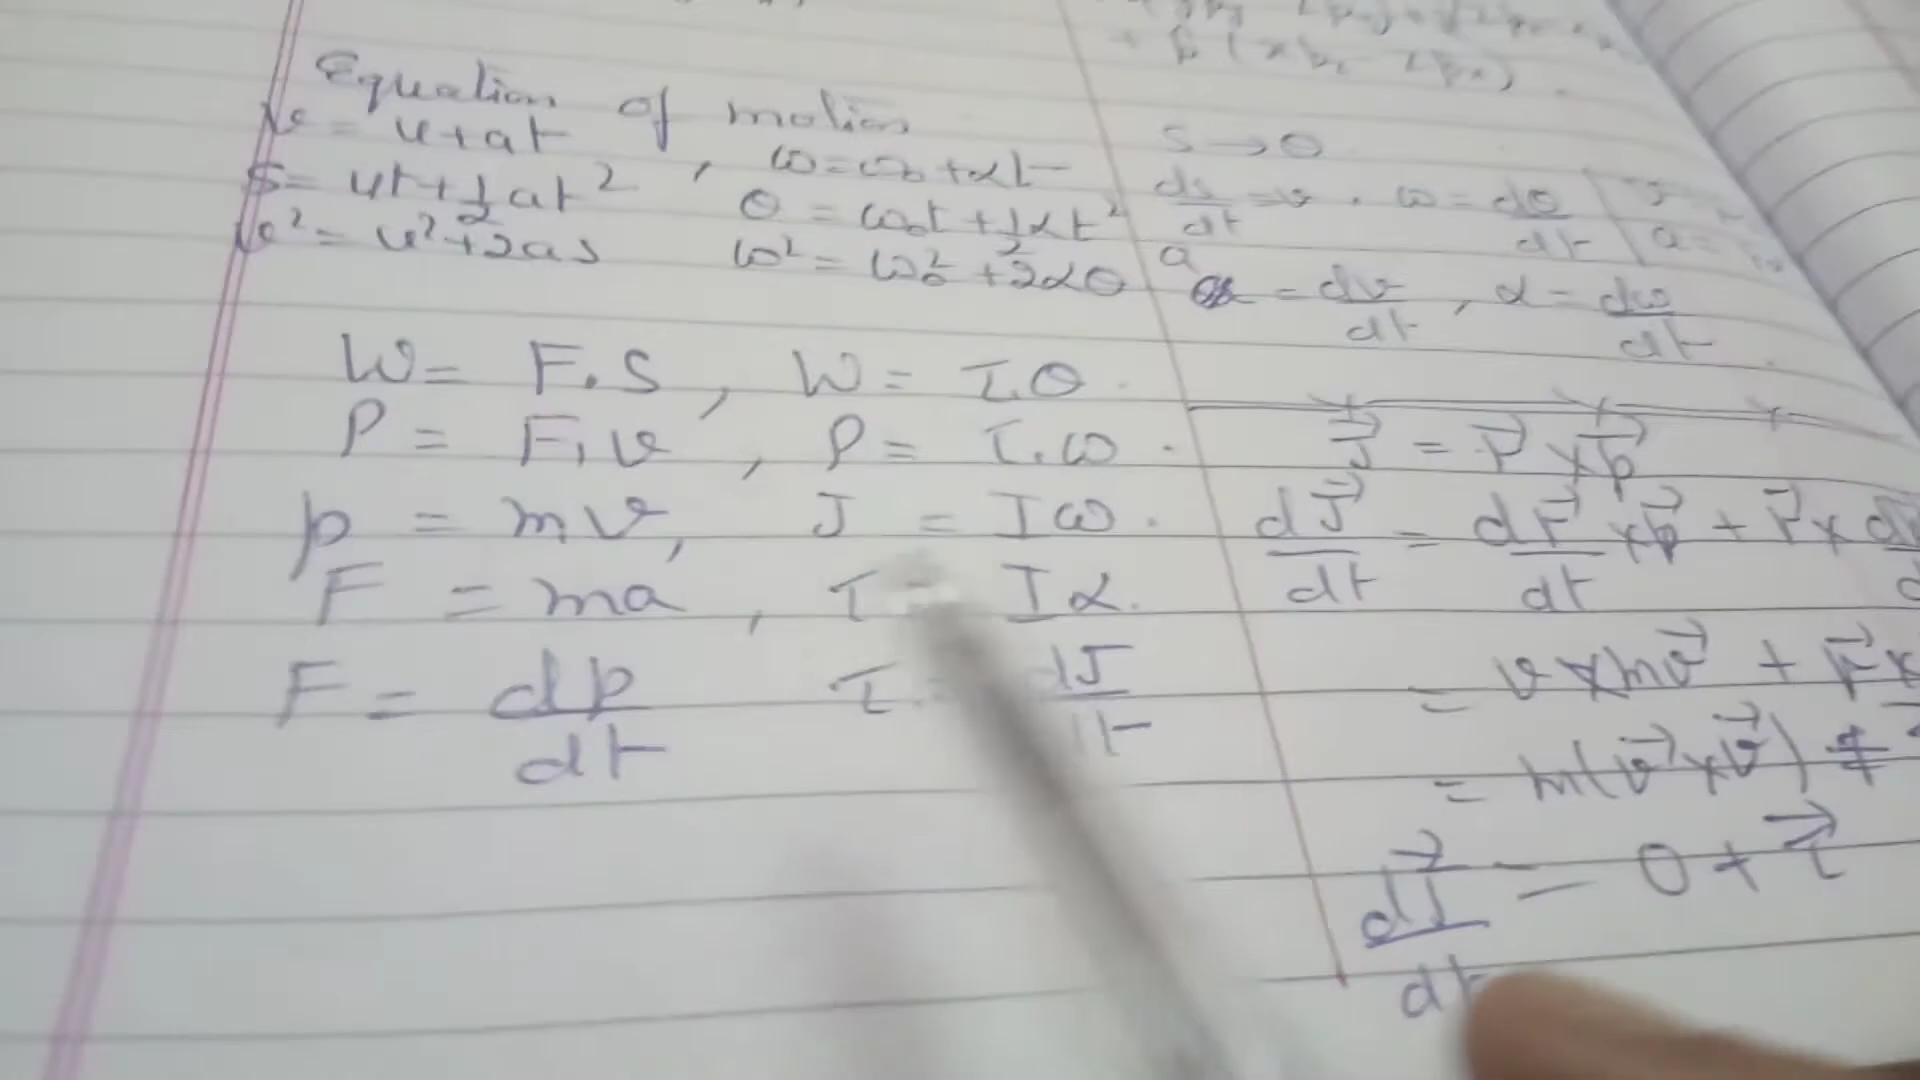 Equation of motion
v = u+at , ω = ω₀+αt
S = ut+½at² θ = ω₀t+½αt²
v² = u²+2as ω² = ω₀²+2αθ
W = F.S , W = τ.θ.
P = F.v , P = τ.ω.
p = mv, J = Iω.
F = ma , τ = Iα.
F = dp/dt τ = dJ/dt
S → θ
ds/dt = v . ω = dθ/dt
a = dv/dt , α = dω/dt
J⃗ = r⃗ × p⃗
dJ⃗/dt = dr⃗/dt × p⃗ + r⃗ ×
= v × mv⃗ + r⃗ ×
= m(v⃗ × v⃗) +
dJ⃗/dt = 0 + τ⃗